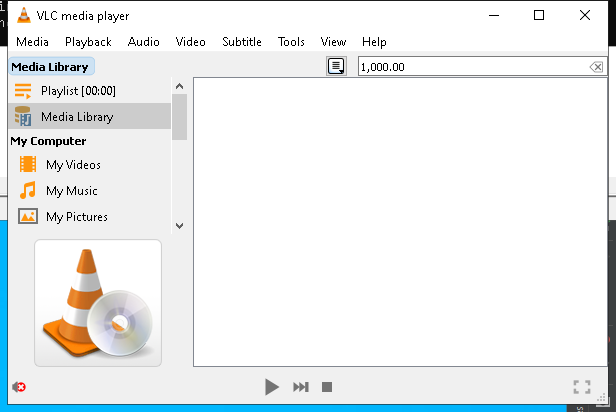 VLC media player
Media Playback Audio Video Subtitle Tools View Help
Media Library
1,000.00
Playlist [00:00]
Media Library
My Computer
My Videos
My Music
My Pictures